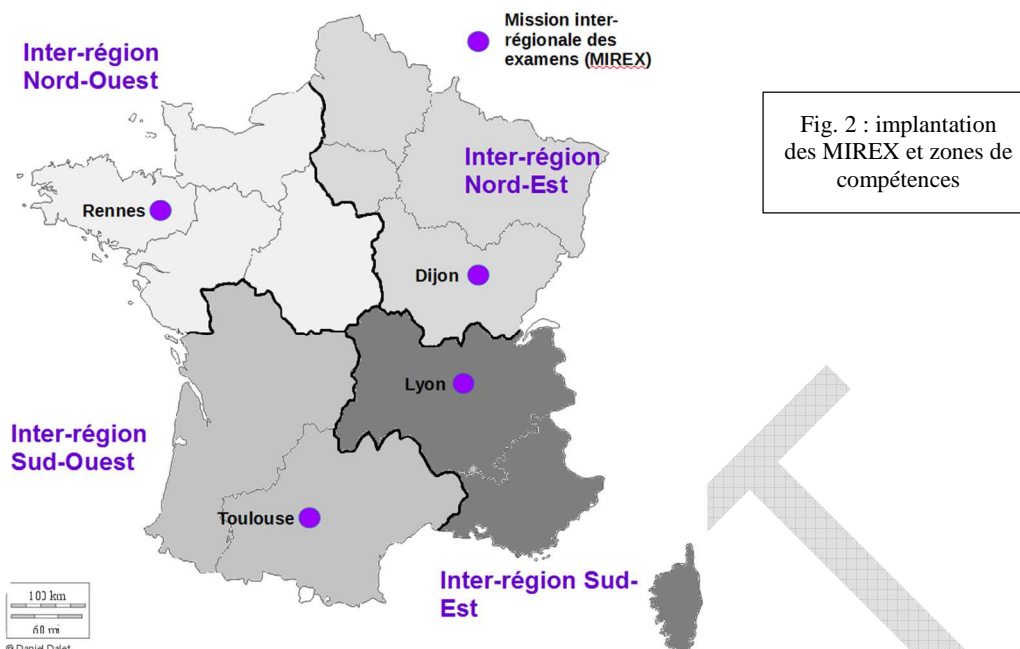 Mission inter-
régionale des
examens (MIREX)
Inter-région
Nord-Ouest
Fig. 2 : implantation
des MIREX et zones de
compétences
Inter-région
Nord-Est
Rennes
Dijon
Lyon
Inter-région
Sud-Ouest
Toulouse
Inter-région Sud-
Est
100 km
60 mi
© Daniel Dalet